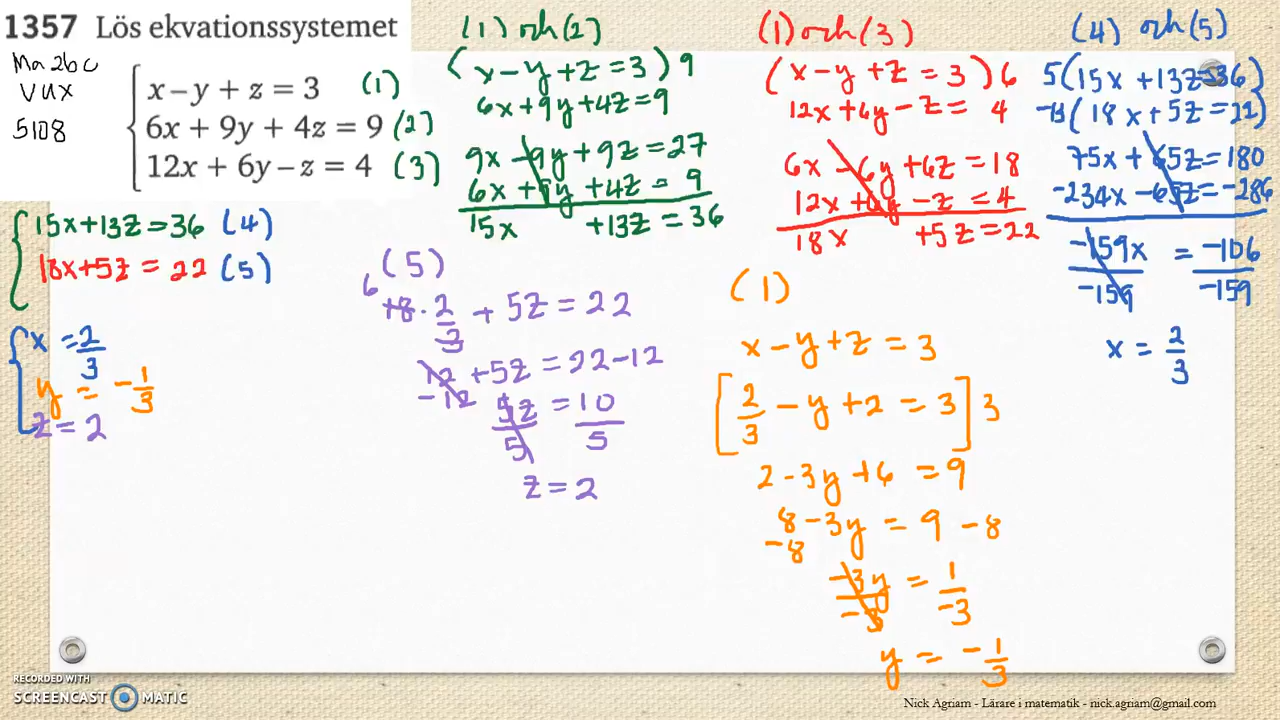 1357 Lös ekvationssystemet
Ma 2bc
VUX
5108
x − y + z = 3 (1)
6x + 9y + 4z = 9 (2)
12x + 6y − z = 4 (3)
15x+13z=36 (4)
18x+5z = 22 (5)
x = 2/3
y = -1/3
z = 2
(1) och (2)
(x-y+z=3) 9
6x+9y+4z=9
9x-9y+9z=27
6x+9y+4z=9
15x +13z=36
(5)
6
18·2/3 + 5z = 22
12+5z = 22-12
-12
5z/5 = 10/5
z = 2
(1) och (3)
(x-y+z=3) 6
12x+6y-z=4
6x-6y+6z=18
12x+6y-z=4
18x +5z=22
(1)
x-y+z=3
[2/3-y+2=3] 3
2-3y+6=9
8-3y=9-8
-8
-3y/-3 = 1/-3
y = -1/3
(4) och (5)
5(15x+13z=36)
-13(18x+5z=22)
75x+65z=180
-234x-65z=-286
-159x/-159 = -106/-159
x = 2/3
RECORDED WITH
SCREENCAST MATIC
Nick Agriam - Lärare i matematik - nick.agriam@gmail.com